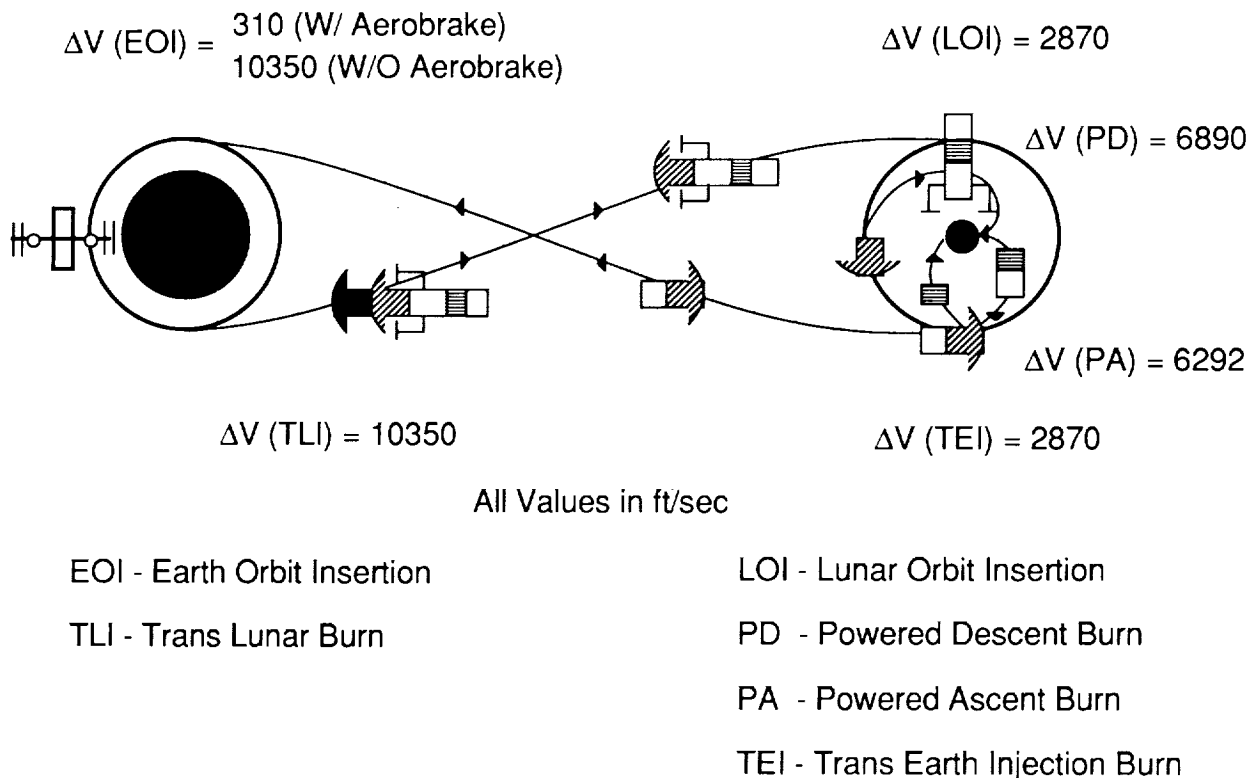 ΔV (EOI) = 310 (W/ Aerobrake)
10350 (W/O Aerobrake)
ΔV (LOI) = 2870
ΔV (PD) = 6890
ΔV (PA) = 6292
ΔV (TLI) = 10350
ΔV (TEI) = 2870
All Values in ft/sec
EOI - Earth Orbit Insertion
TLI - Trans Lunar Burn
LOI - Lunar Orbit Insertion
PD - Powered Descent Burn
PA - Powered Ascent Burn
TEI - Trans Earth Injection Burn